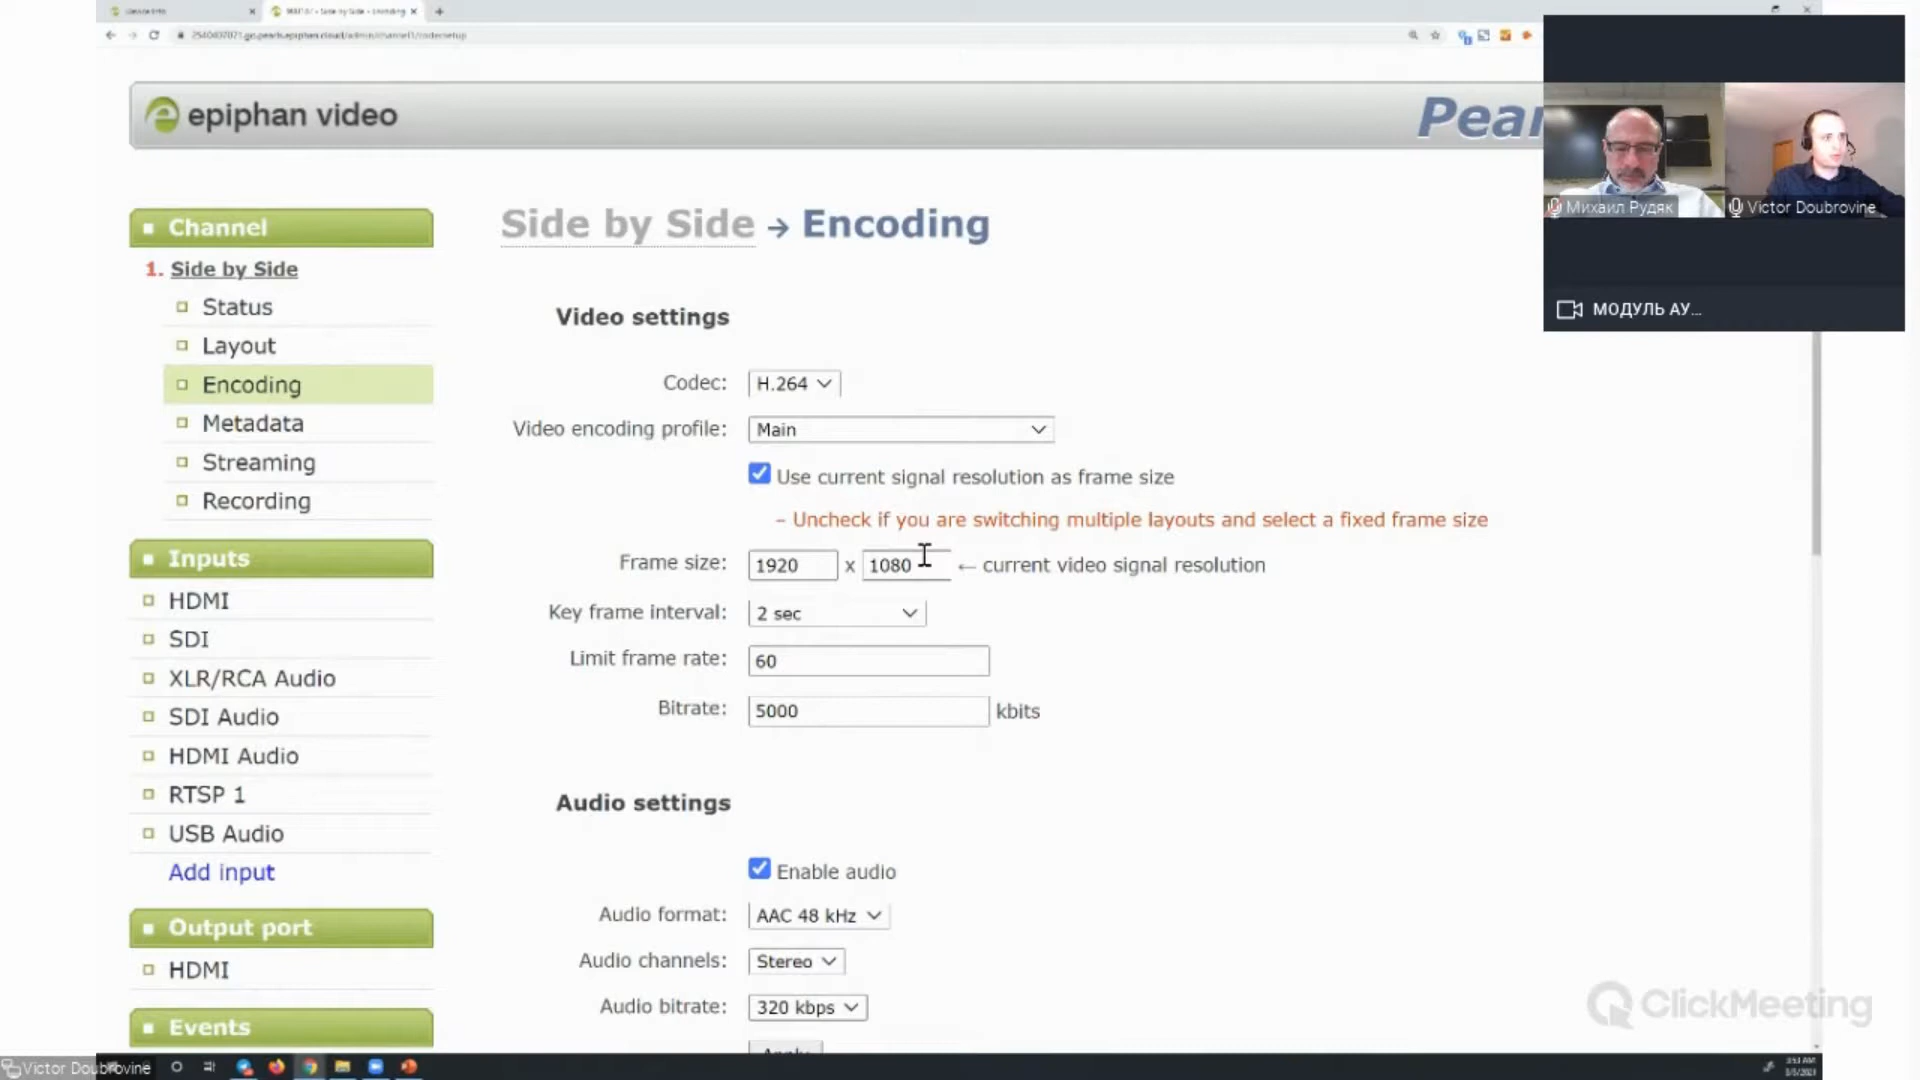 epiphan video
Pear
Михаил Рудяк
Victor Doubrovine
МОДУЛЬ АУ...
Channel
1. Side by Side
Status
Layout
Encoding
Metadata
Streaming
Recording
Inputs
HDMI
SDI
XLR/RCA Audio
SDI Audio
HDMI Audio
RTSP 1
USB Audio
Add input
Output port
HDMI
Events
Side by Side → Encoding
Video settings
Codec: H.264
Video encoding profile: Main
Use current signal resolution as frame size
– Uncheck if you are switching multiple layouts and select a fixed frame size
Frame size: 1920 x 1080 ← current video signal resolution
Key frame interval: 2 sec
Limit frame rate: 60
Bitrate: 5000 kbits
Audio settings
Enable audio
Audio format: AAC 48 kHz
Audio channels: Stereo
Audio bitrate: 320 kbps
Apply
ClickMeeting
Victor Doubrovine